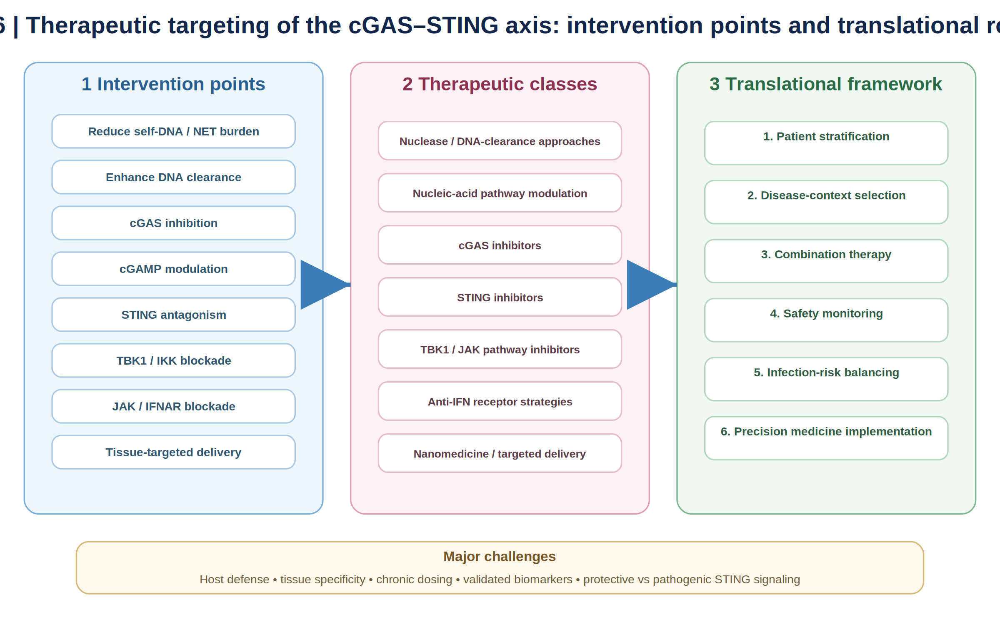 6 | Therapeutic targeting of the cGAS–STING axis: intervention points and translational
1 Intervention points
Reduce self-DNA / NET burden
Enhance DNA clearance
cGAS inhibition
cGAMP modulation
STING antagonism
TBK1 / IKK blockade
JAK / IFNAR blockade
Tissue-targeted delivery
2 Therapeutic classes
Nuclease / DNA-clearance approaches
Nucleic-acid pathway modulation
cGAS inhibitors
STING inhibitors
TBK1 / JAK pathway inhibitors
Anti-IFN receptor strategies
Nanomedicine / targeted delivery
3 Translational framework
1. Patient stratification
2. Disease-context selection
3. Combination therapy
4. Safety monitoring
5. Infection-risk balancing
6. Precision medicine implementation
Major challenges
Host defense • tissue specificity • chronic dosing • validated biomarkers • protective vs pathogenic STING signaling